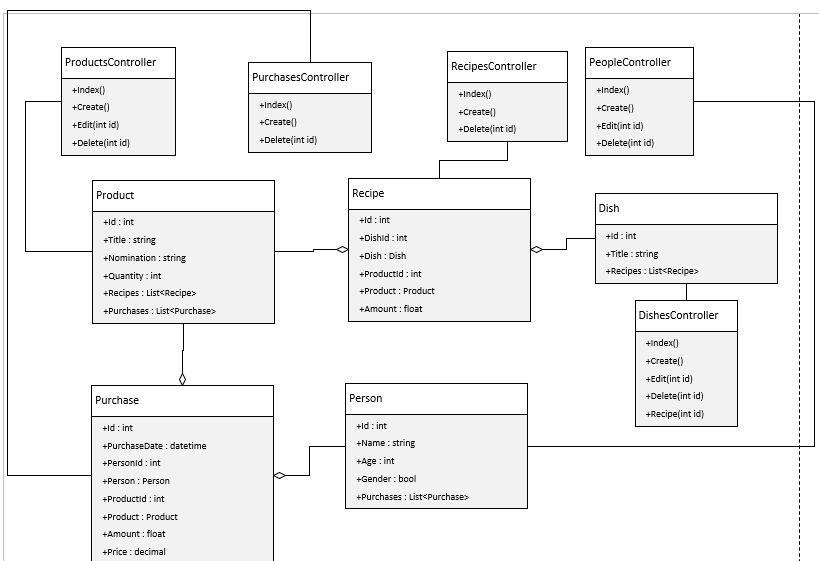 ProductsController
+Index()
+Create()
+Edit(int id)
+Delete(int id)
PurchasesController
+Index()
+Create()
+Delete(int id)
RecipesController
+Index()
+Create()
+Delete(int id)
PeopleController
+Index()
+Create()
+Edit(int id)
+Delete(int id)
Product
+Id : int
+Title : string
+Nomination : string
+Quantity : int
+Recipes : List<Recipe>
+Purchases : List<Purchase>
Recipe
+Id : int
+DishId : int
+Dish : Dish
+ProductId : int
+Product : Product
+Amount : float
Dish
+Id : int
+Title : string
+Recipes : List<Recipe>
DishesController
+Index()
+Create()
+Edit(int id)
+Delete(int id)
+Recipe(int id)
Purchase
+Id : int
+PurchaseDate : datetime
+PersonId : int
+Person : Person
+ProductId : int
+Product : Product
+Amount : float
+Price : decimal
Person
+Id : int
+Name : string
+Age : int
+Gender : bool
+Purchases : List<Purchase>